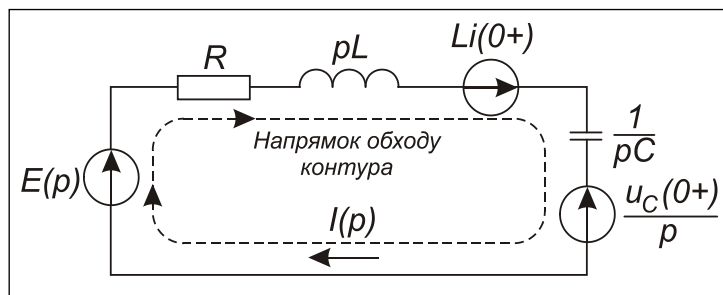 R
pL
Li(0+)
Напрямок обходу
контура
1
pC
E(p)
I(p)
u_C(0+)
p